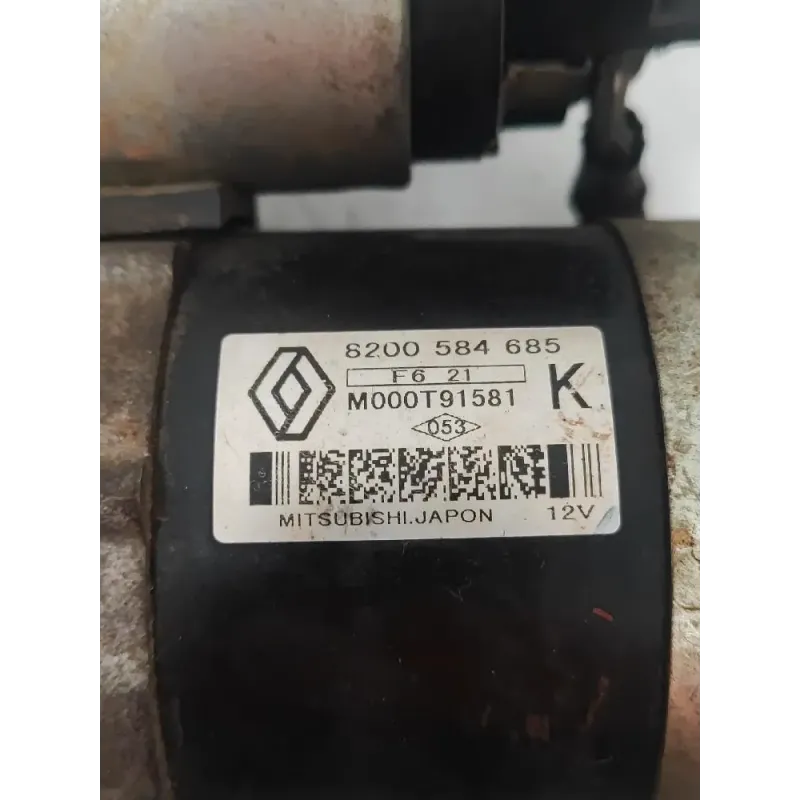 8200 584 685
F6 21
M000T91581 K
053
MITSUBISHI.JAPON 12V